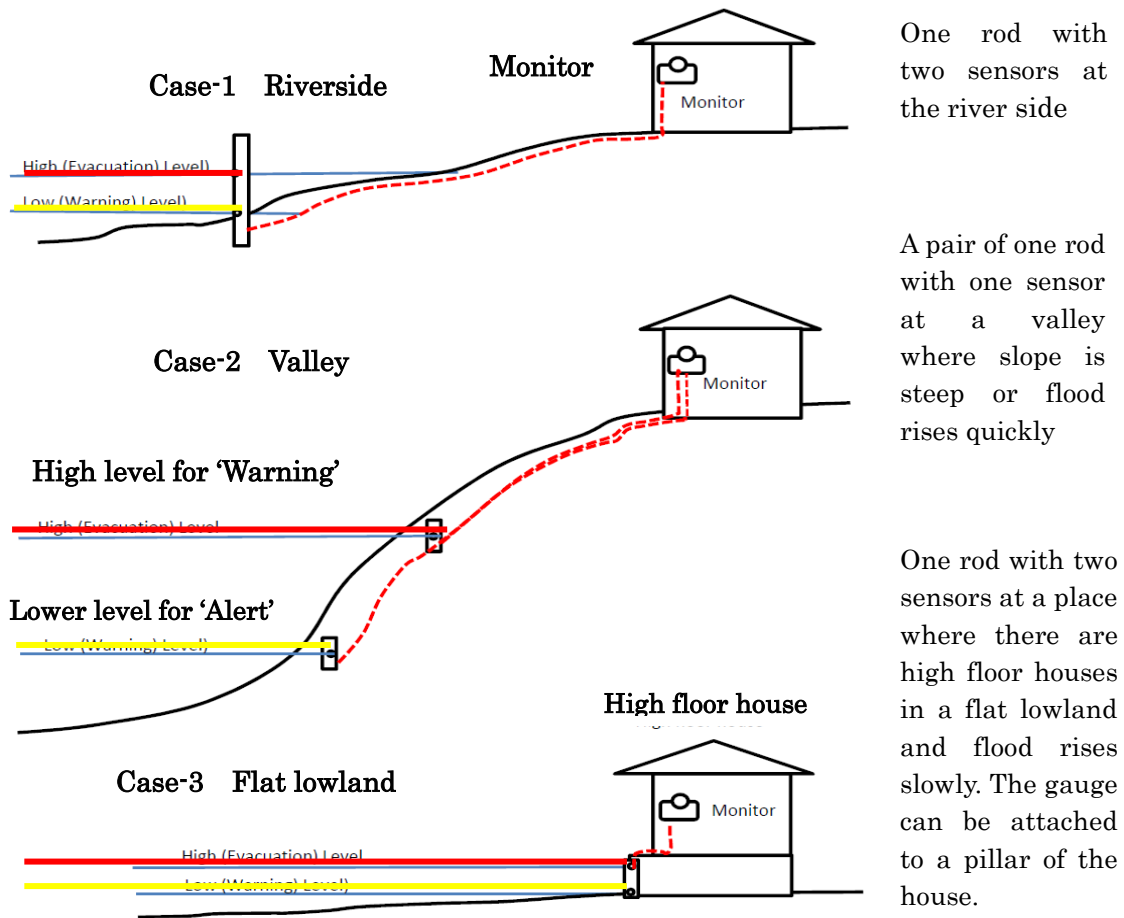 Case-1 Riverside
Monitor
Monitor
High (Evacuation) Level)
Low (Warning) Level)
One rod with
two sensors at
the river side
Case-2 Valley
Monitor
High level for ‘Warning’
High (Evacuation) Level
Lower level for ‘Alert’
Low (Warning) Level)
A pair of one rod
with one sensor
at a valley
where slope is
steep or flood
rises quickly
High floor house
Case-3 Flat lowland
Monitor
High (Evacuation) Level
Low (Warning) Level)
One rod with two
sensors at a place
where there are
high floor houses
in a flat lowland
and flood rises
slowly. The gauge
can be attached
to a pillar of the
house.